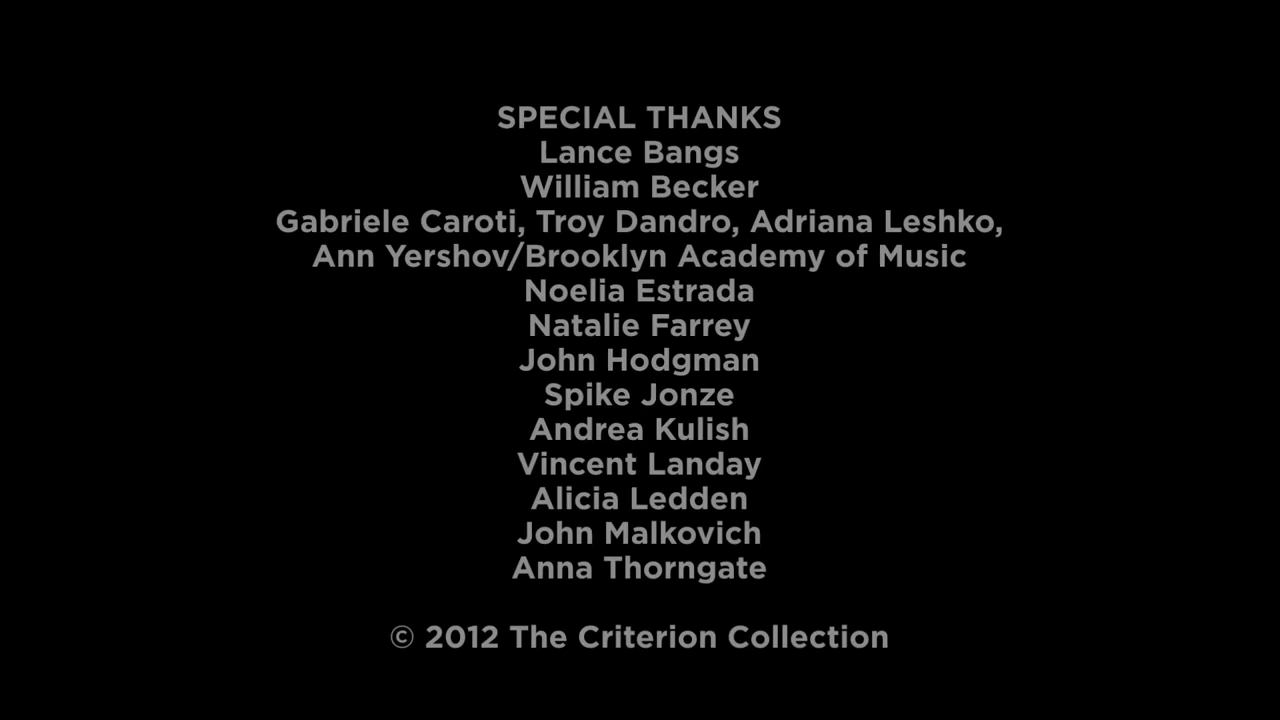 SPECIAL THANKS
Lance Bangs
William Becker
Gabriele Caroti, Troy Dandro, Adriana Leshko,
Ann Yershov/Brooklyn Academy of Music
Noelia Estrada
Natalie Farrey
John Hodgman
Spike Jonze
Andrea Kulish
Vincent Landay
Alicia Ledden
John Malkovich
Anna Thorngate
© 2012 The Criterion Collection